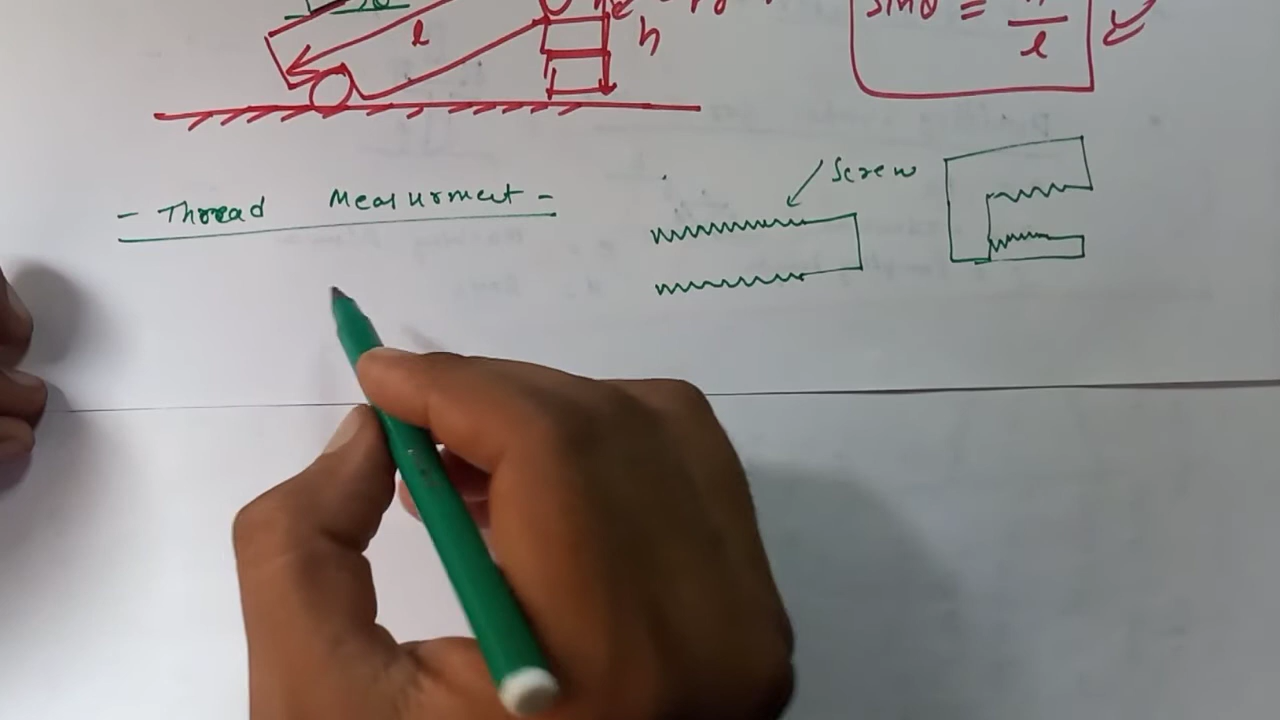 l
h
sinθ = h/l
Screw
- Thread Measurment -